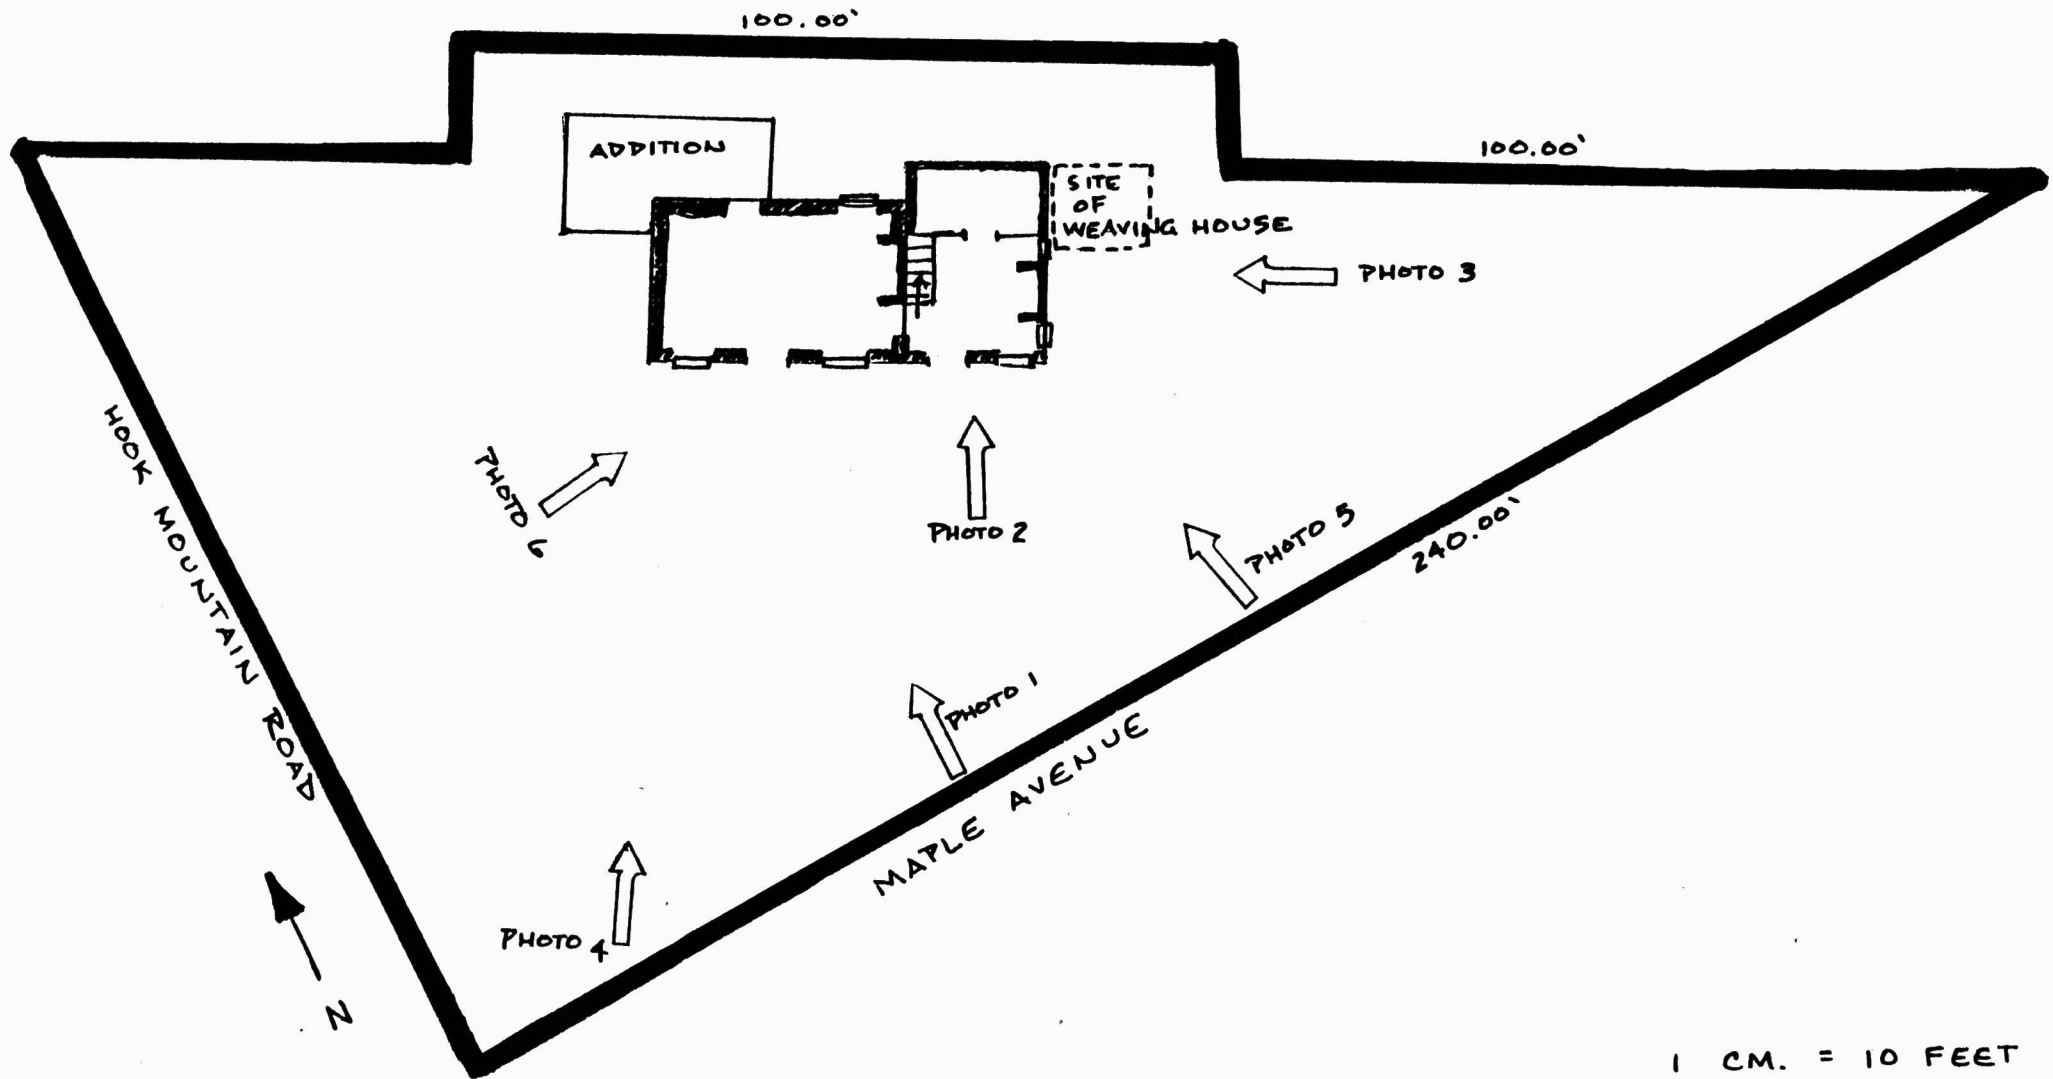 100.00'
100.00'
ADDITION
SITE
OF
WEAVING HOUSE
PHOTO 3
HOOK MOUNTAIN ROAD
PHOTO 6
PHOTO 2
PHOTO 5
240.00'
PHOTO 1
MAPLE AVENUE
PHOTO 4
N
1 CM. = 10 FEET